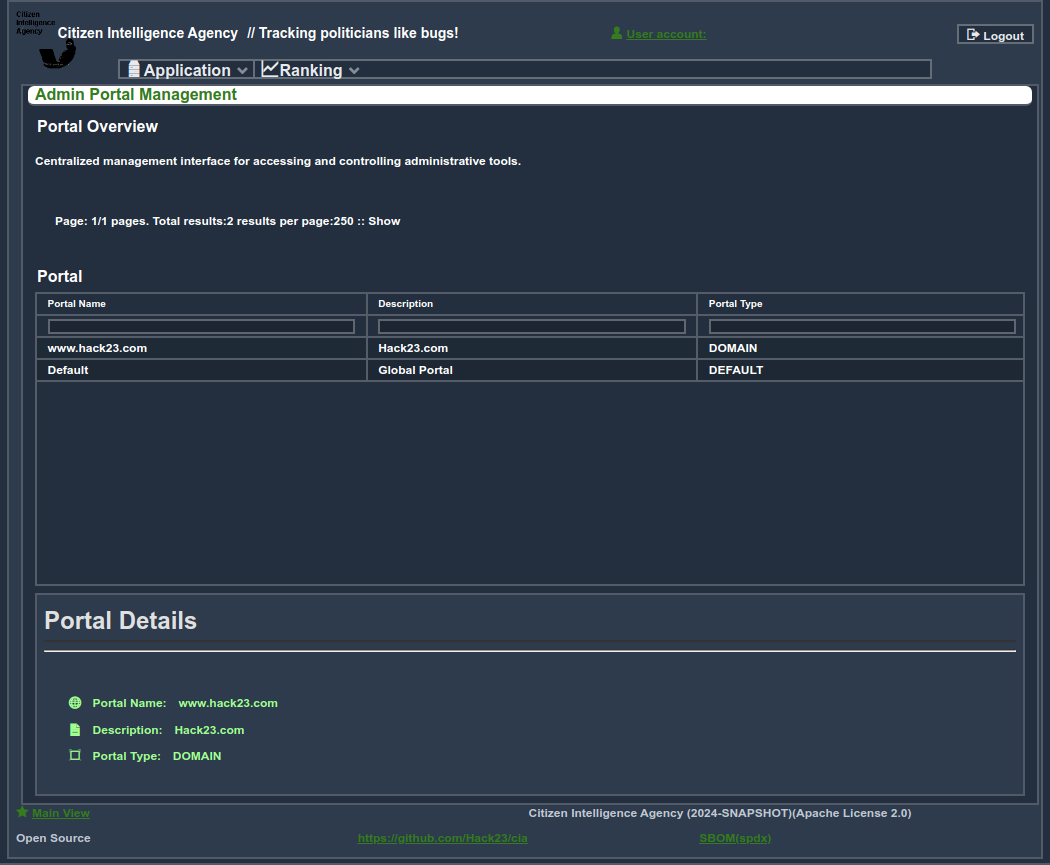 Citizen
Intelligence
Agency
Citizen Intelligence Agency // Tracking politicians like bugs!
User account:
Logout
Application
Ranking
Admin Portal Management
Portal Overview
Centralized management interface for accessing and controlling administrative tools.
Page: 1/1 pages. Total results:2 results per page:250 :: Show
Portal
Portal Name Description Portal Type
www.hack23.com Hack23.com DOMAIN
Default Global Portal DEFAULT
Portal Details
Portal Name: www.hack23.com
Description: Hack23.com
Portal Type: DOMAIN
Main View Citizen Intelligence Agency (2024-SNAPSHOT)(Apache License 2.0)
Open Source https://github.com/Hack23/cia SBOM(spdx)